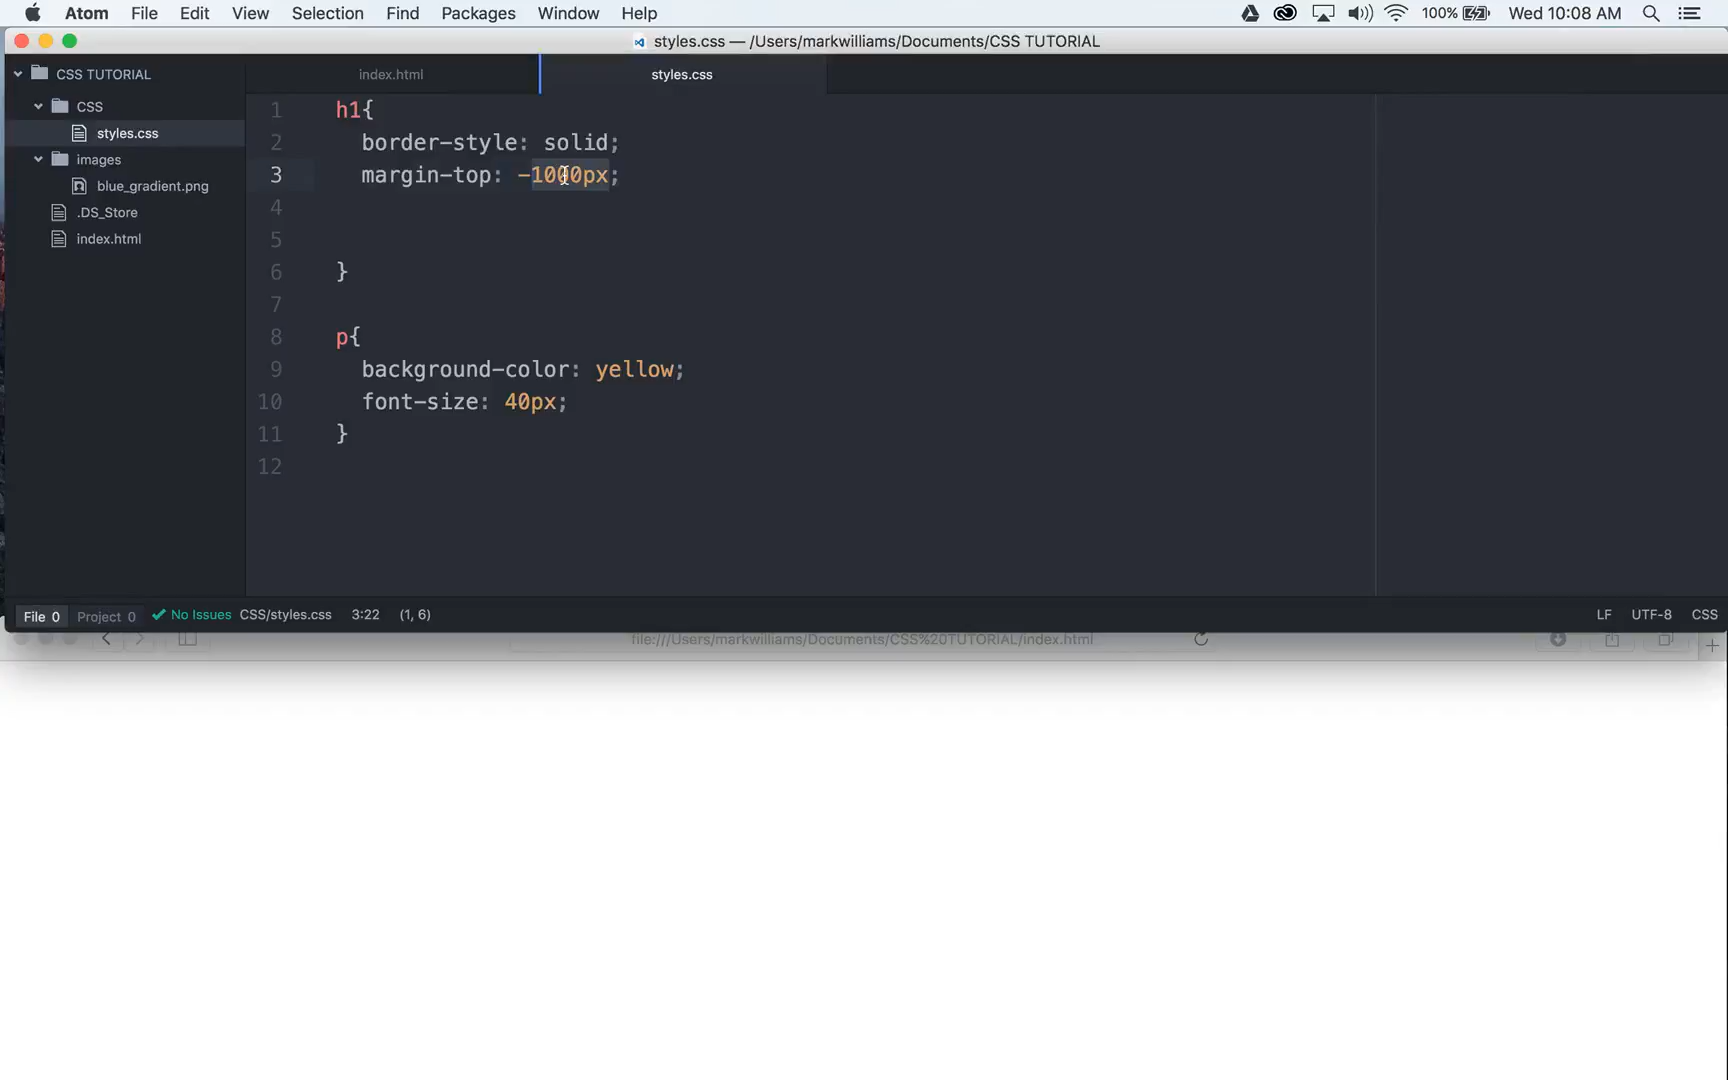 Atom File Edit View Selection Find Packages Window Help 100% Wed 10:08 AM
styles.css — /Users/markwilliams/Documents/CSS TUTORIAL
CSS TUTORIAL
CSS
styles.css
images
blue_gradient.png
.DS_Store
index.html
index.html styles.css
1 h1{
2 border-style: solid;
3 margin-top: -1000px;
4
5
6 }
7
8 p{
9 background-color: yellow;
10 font-size: 40px;
11 }
12
File 0 Project 0 No Issues CSS/styles.css 3:22 (1, 6) LF UTF-8 CSS
file:///Users/markwilliams/Documents/CSS%20TUTORIAL/index.html